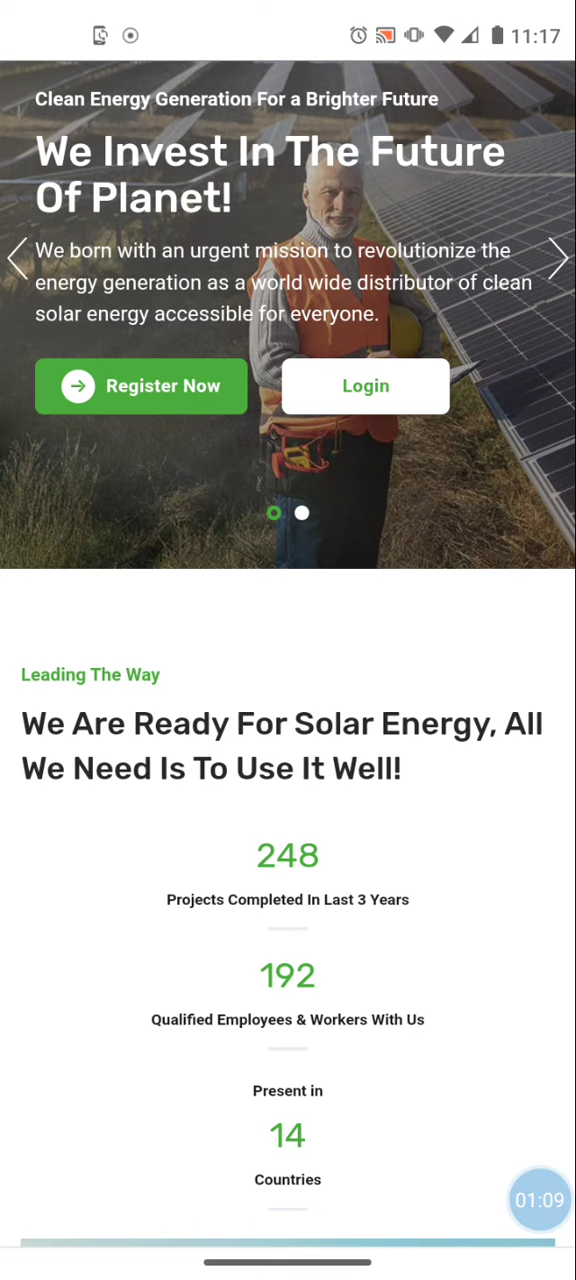 11:17
Clean Energy Generation For a Brighter Future
We Invest In The Future
Of Planet!
We born with an urgent mission to revolutionize the
energy generation as a world wide distributor of clean
solar energy accessible for everyone.
Register Now
Login
Leading The Way
We Are Ready For Solar Energy, All
We Need Is To Use It Well!
248
Projects Completed In Last 3 Years
192
Qualified Employees & Workers With Us
Present in
14
Countries
01:09